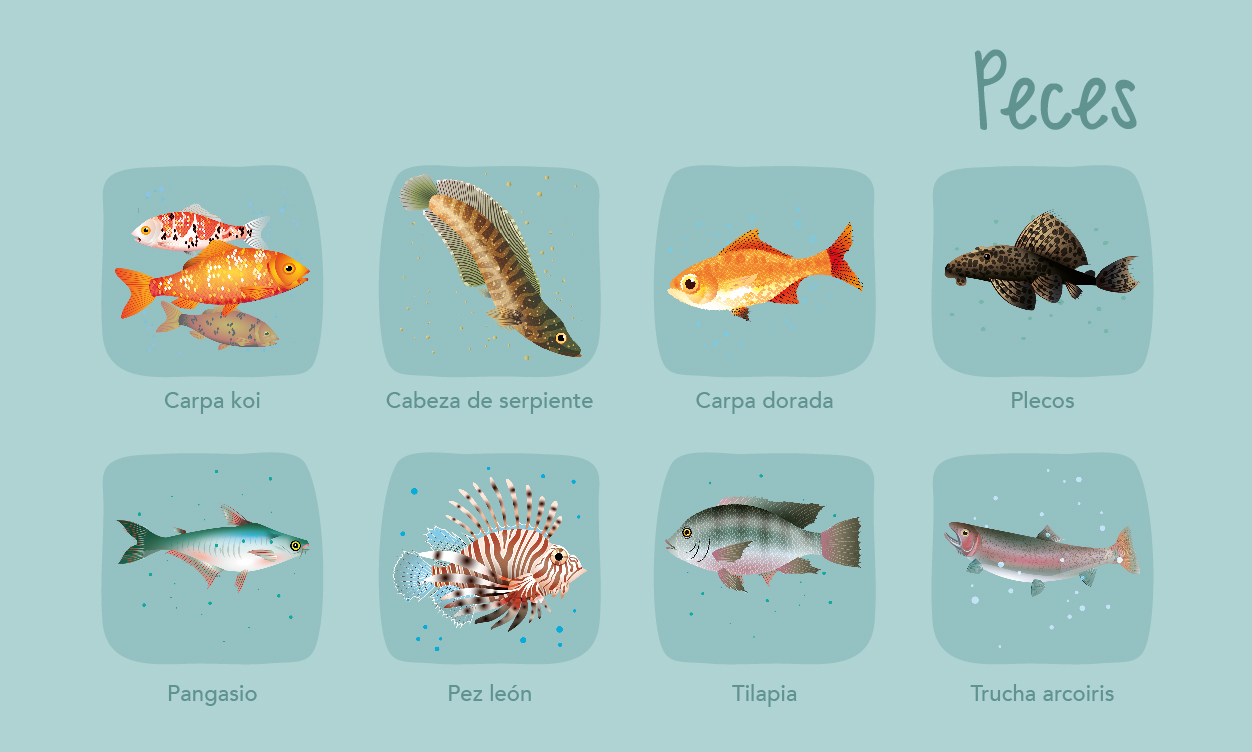 Peces
Carpa koi
Cabeza de serpiente
Carpa dorada
Plecos
Pangasio
Pez león
Tilapia
Trucha arcoiris